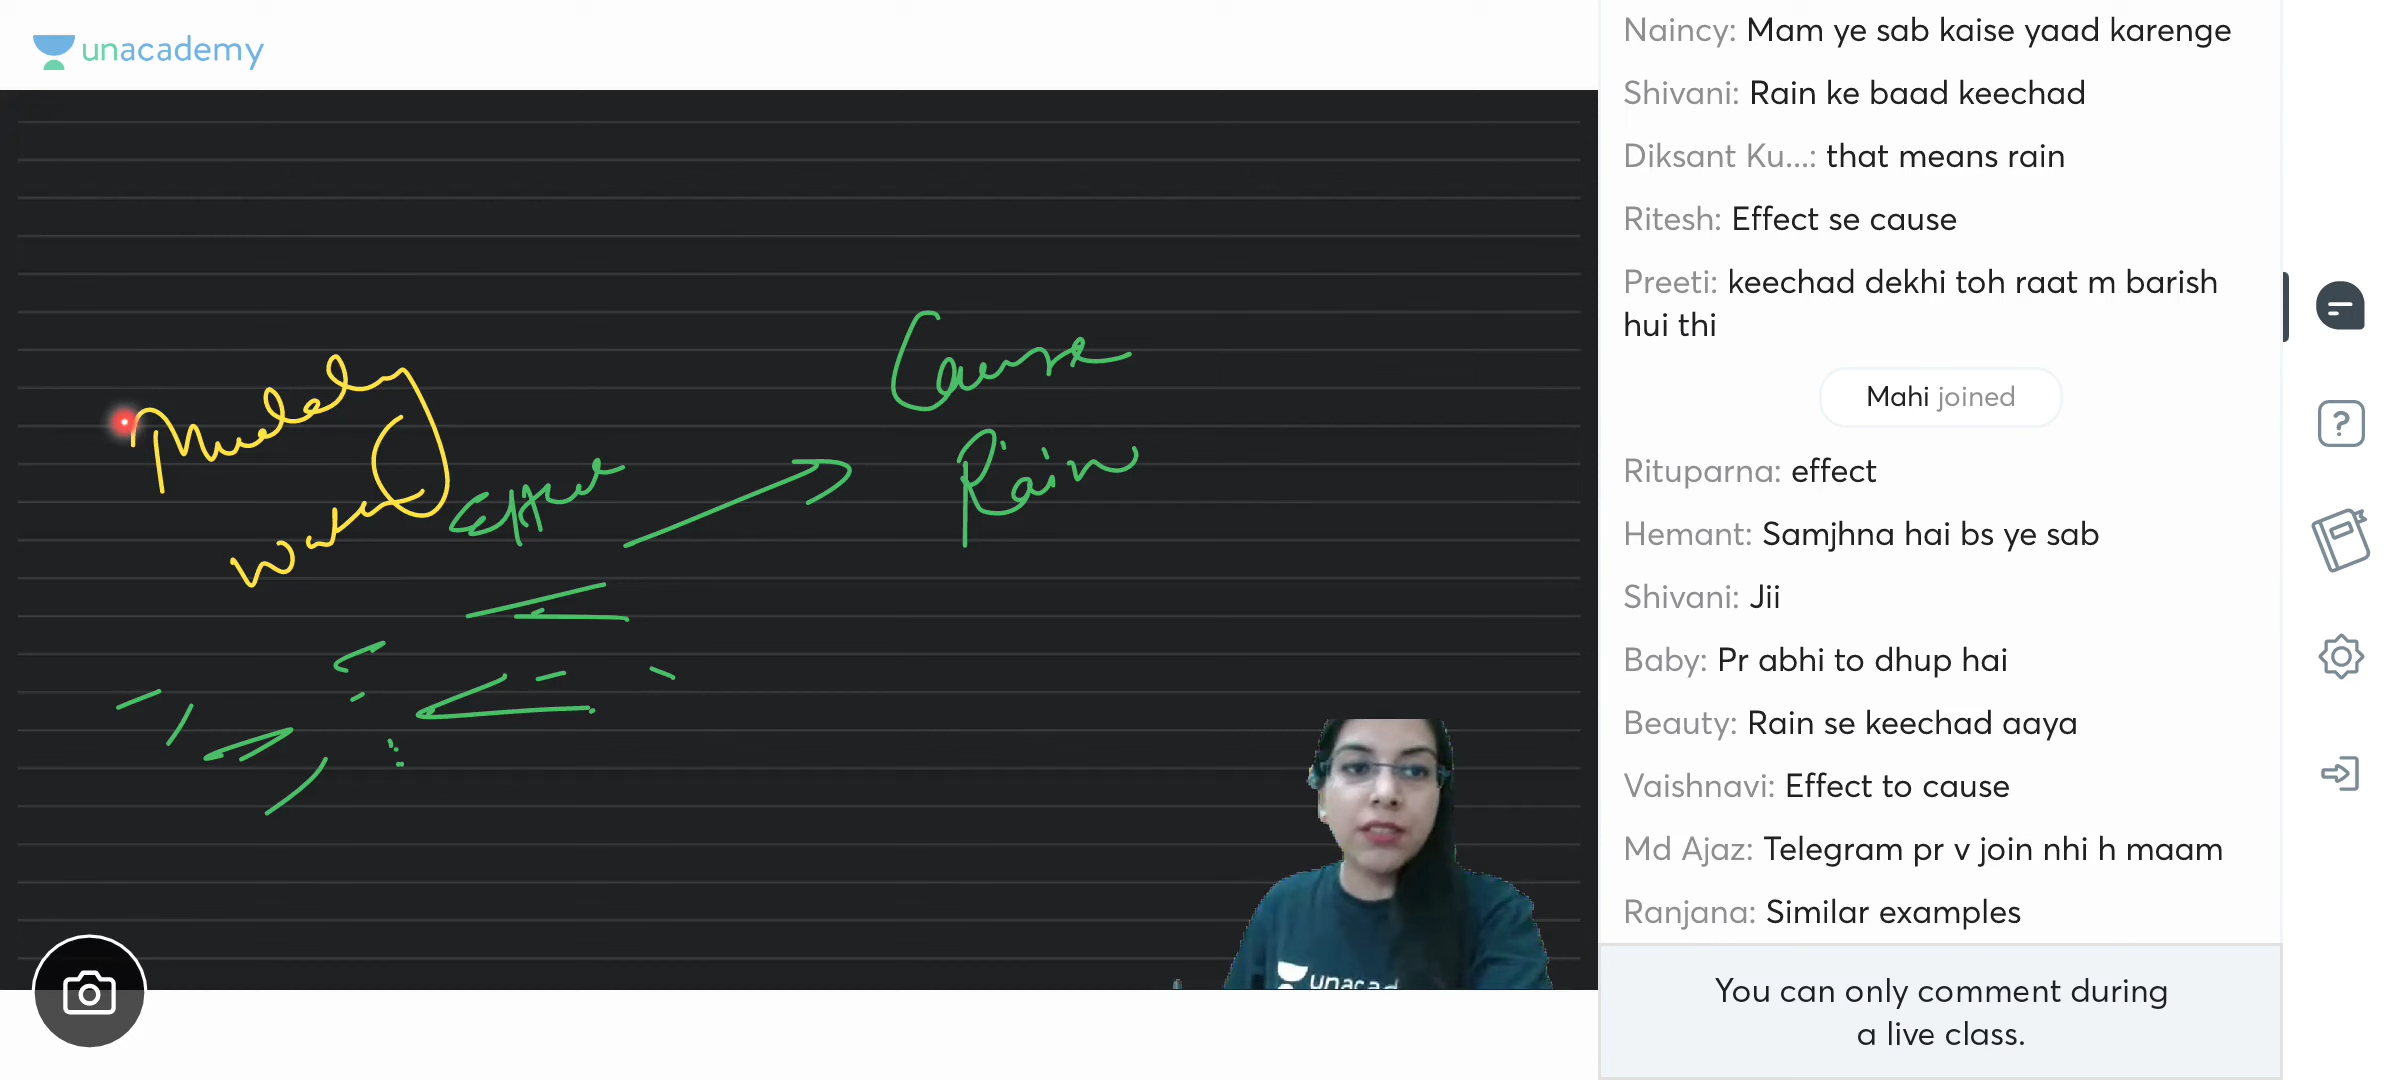 unacademy
Muddy
water
Effect
Cause
Rain
unacad
Naincy: Mam ye sab kaise yaad karenge
Shivani: Rain ke baad keechad
Diksant Ku...: that means rain
Ritesh: Effect se cause
Preeti: keechad dekhi toh raat m barish
hui thi
Mahi joined
Rituparna: effect
Hemant: Samjhna hai bs ye sab
Shivani: Jii
Baby: Pr abhi to dhup hai
Beauty: Rain se keechad aaya
Vaishnavi: Effect to cause
Md Ajaz: Telegram pr v join nhi h maam
Ranjana: Similar examples
You can only comment during
a live class.
?